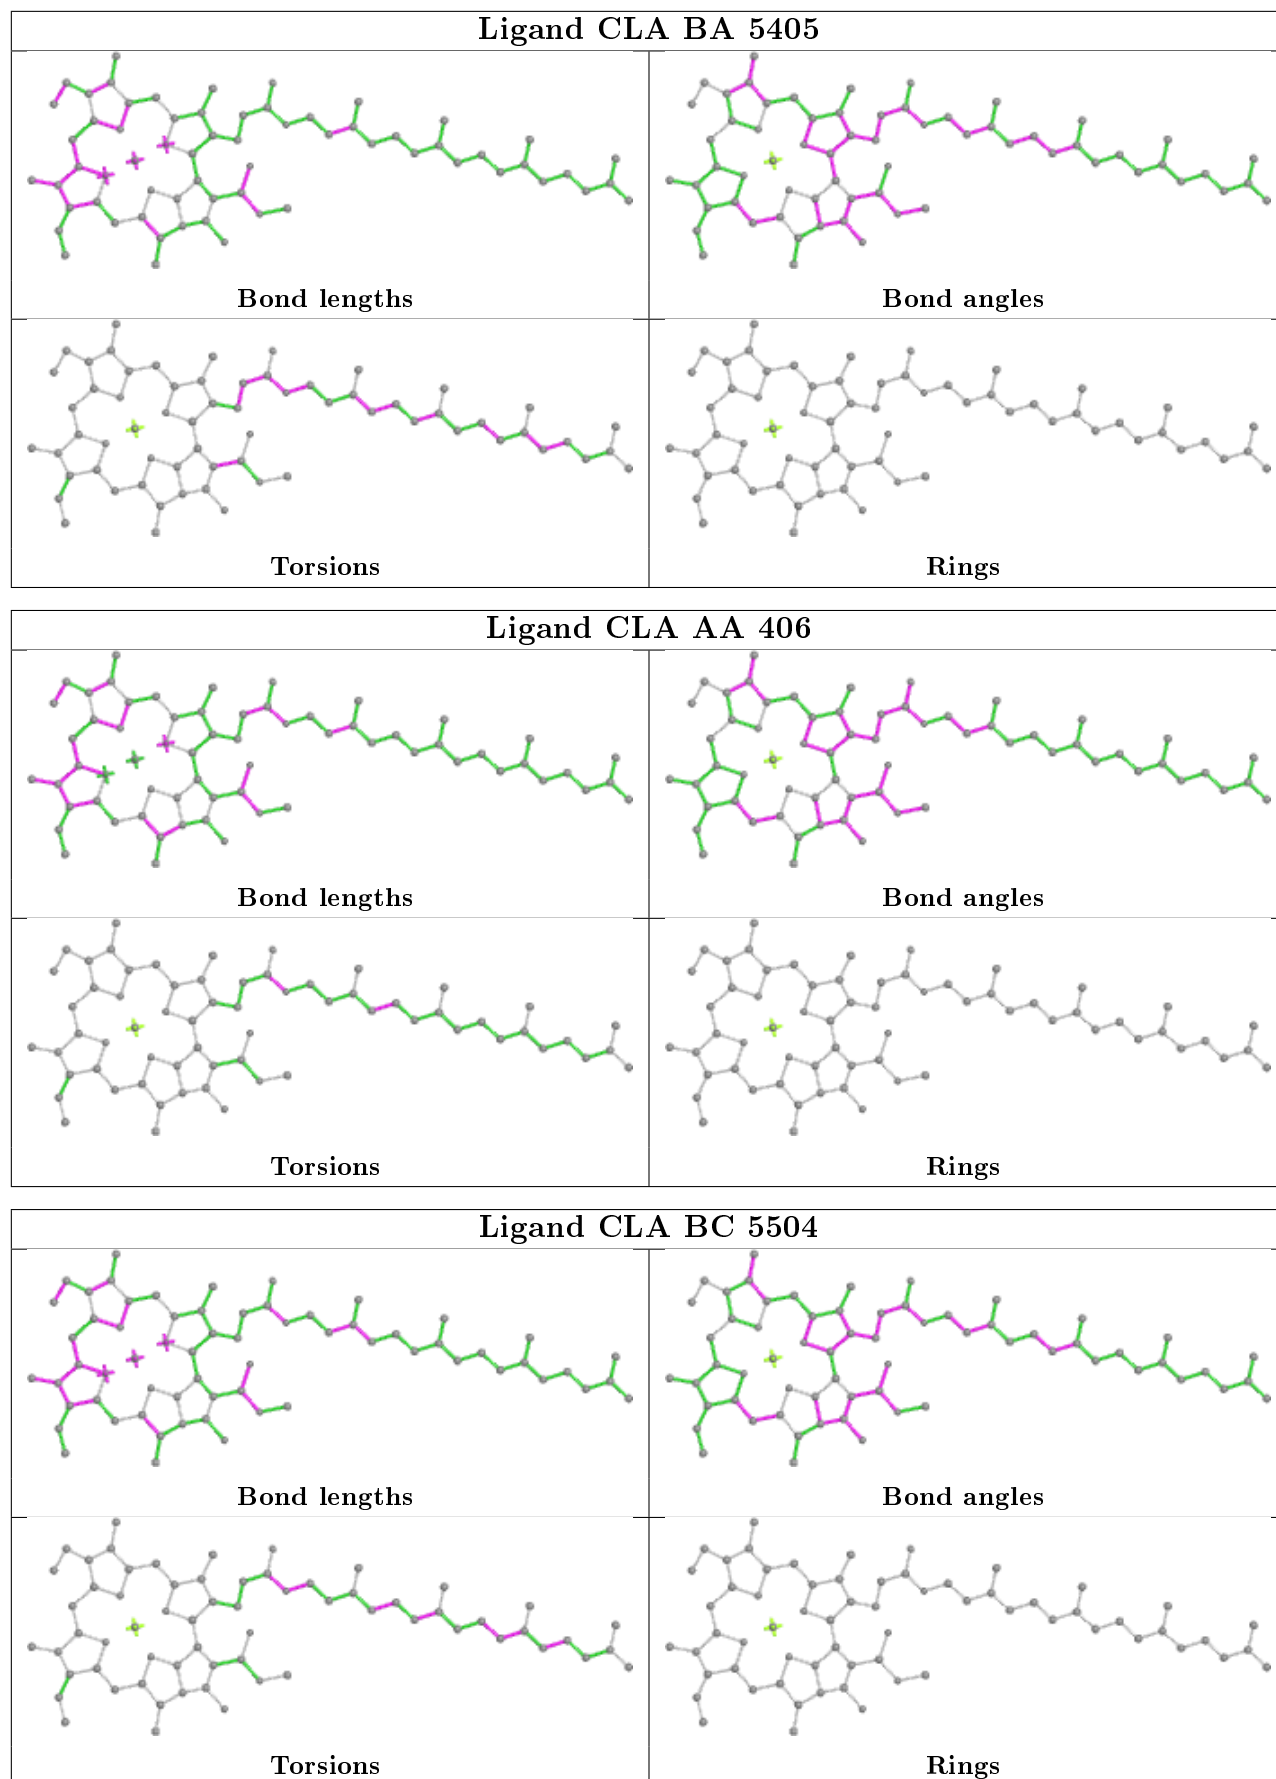 Ligand CLA BA 5405
Bond lengths
Bond angles
Torsions
Rings
Ligand CLA AA 406
Bond lengths
Bond angles
Torsions
Rings
Ligand CLA BC 5504
Bond lengths
Bond angles
Torsions
Rings